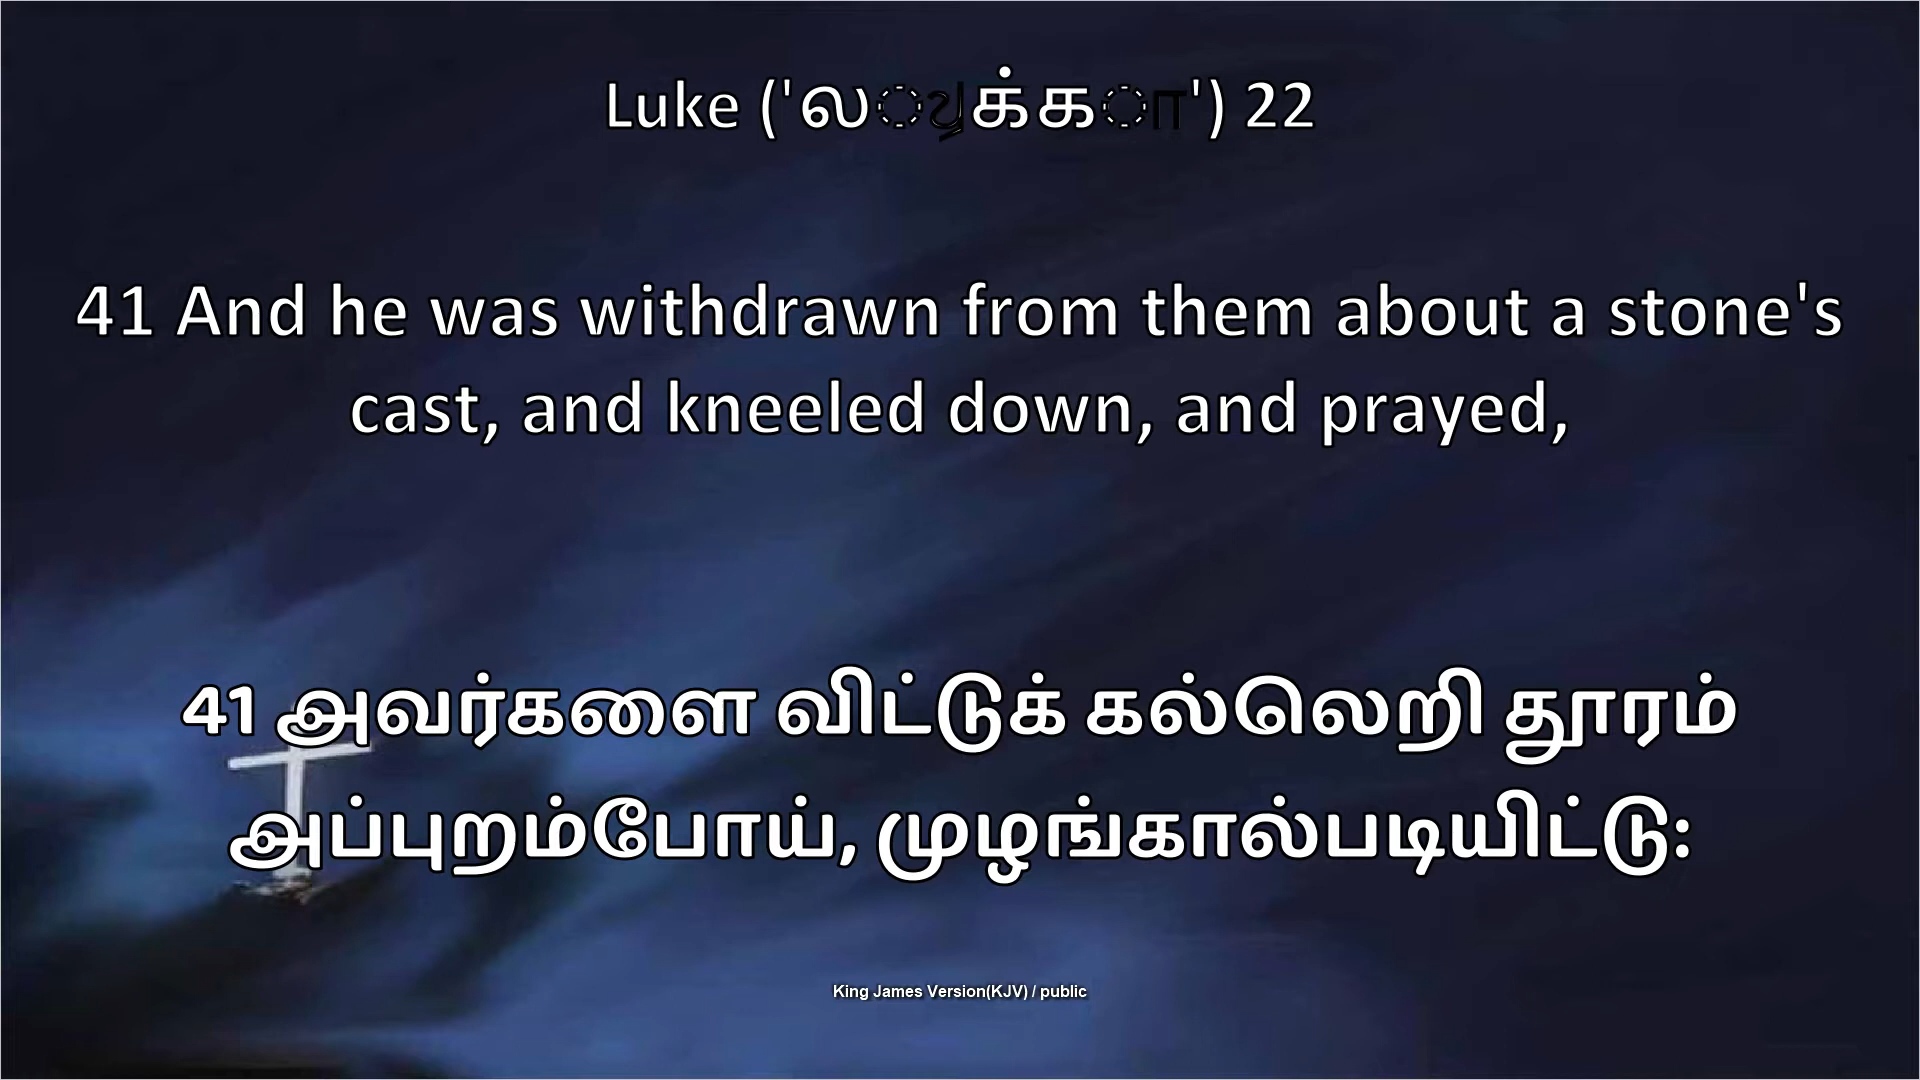 Luke ('லூக்கா') 22
41 And he was withdrawn from them about a stone's
cast, and kneeled down, and prayed,
41 அவர்களை விட்டுக் கல்லெறி தூரம்
அப்புறம்போய், முழங்கால்படியிட்டு:
King James Version(KJV) / public